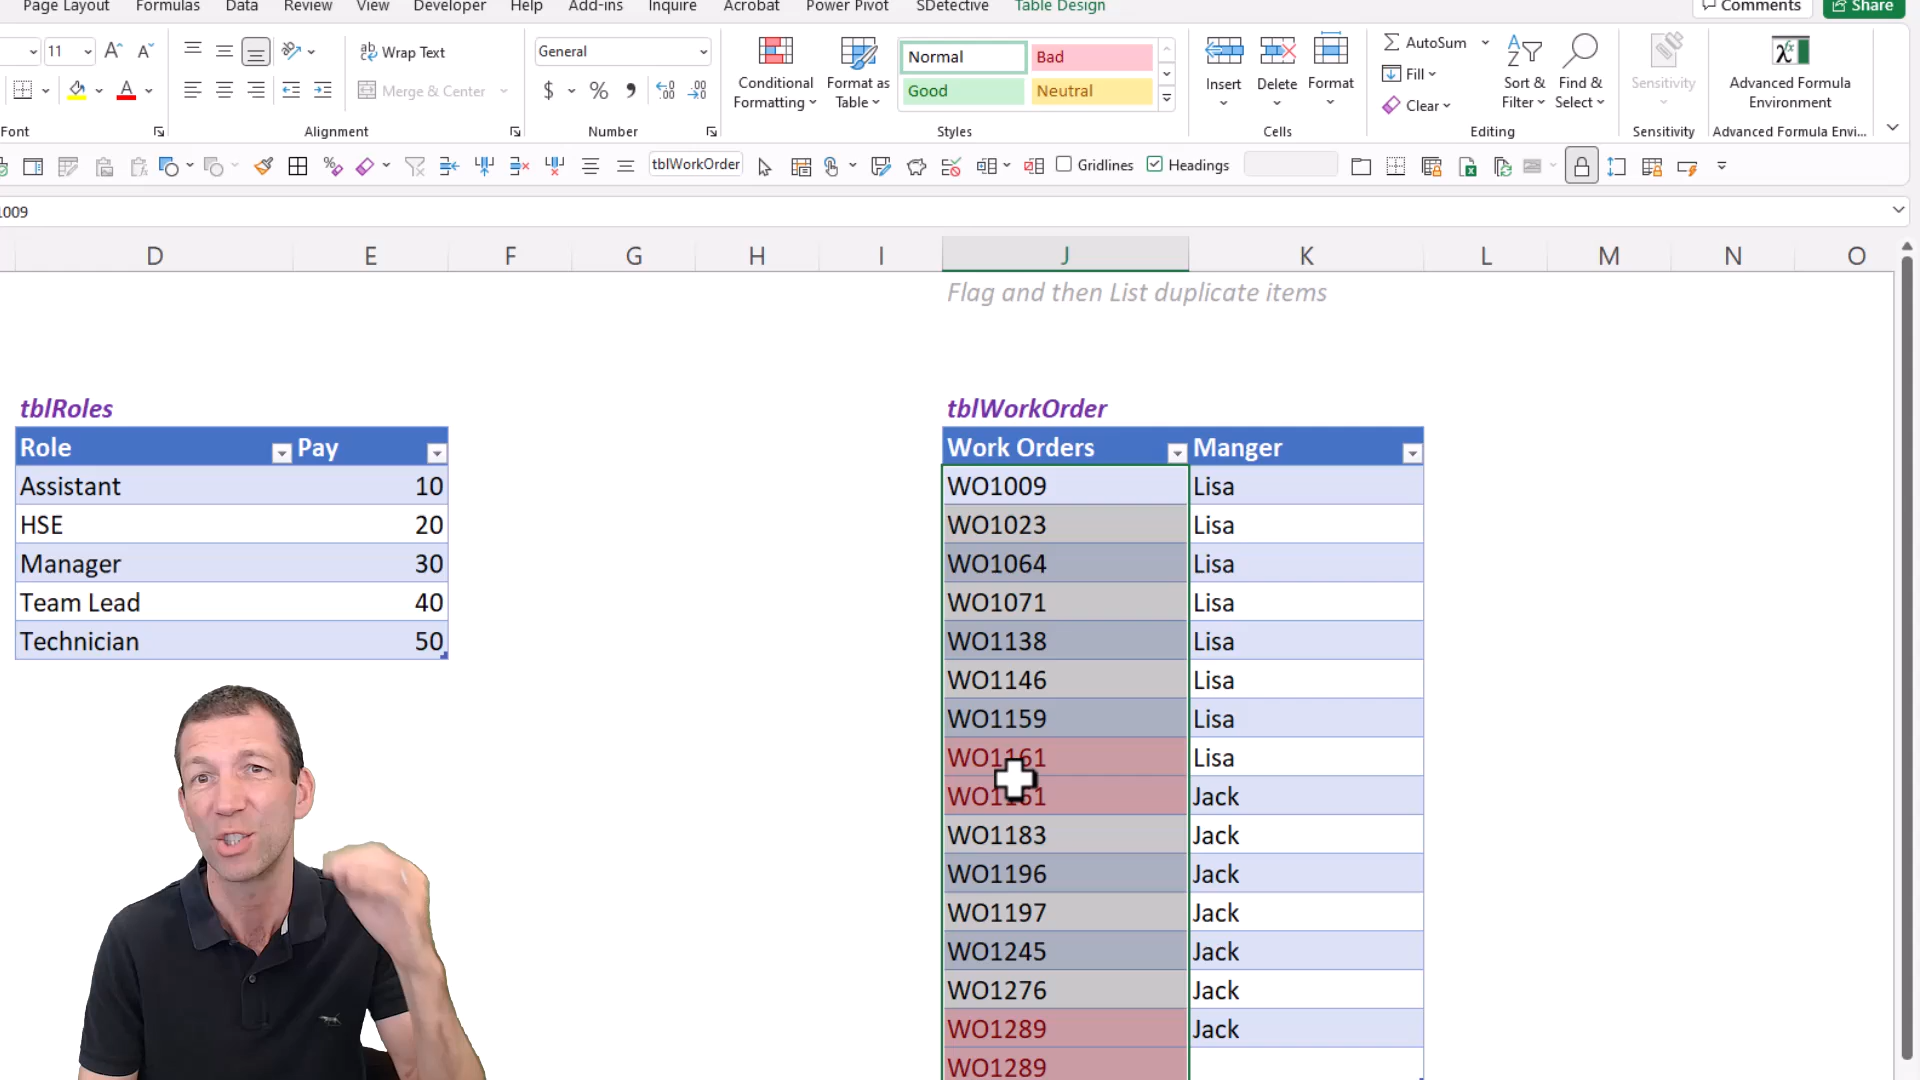 Page Layout Formulas Data Review View Developer Help Add-ins Inquire Acrobat Power Pivot SDetective Table Design Comments Share
11 Wrap Text General Normal Bad AutoSum
Conditional Formatting Format as Table Insert Delete Format Fill Sort & Filter Find & Select Sensitivity Advanced Formula Environment
Merge & Center $ % Good Neutral Clear
Font Alignment Number Styles Cells Editing Sensitivity Advanced Formula Envi...
tblWorkOrder Gridlines Headings
1009
D E F G H I J K L M N O
Flag and then List duplicate items
tblRoles tblWorkOrder
Role Pay Work Orders Manger
Assistant 10 WO1009 Lisa
HSE 20 WO1023 Lisa
Manager 30 WO1064 Lisa
Team Lead 40 WO1071 Lisa
Technician 50 WO1138 Lisa
WO1146 Lisa
WO1159 Lisa
WO1161 Lisa
WO1161 Jack
WO1183 Jack
WO1196 Jack
WO1197 Jack
WO1245 Jack
WO1276 Jack
WO1289 Jack
WO1289